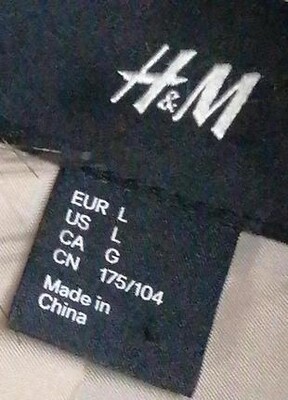 H&M
EUR L
US L
CA G
CN 175/104
Made in
China